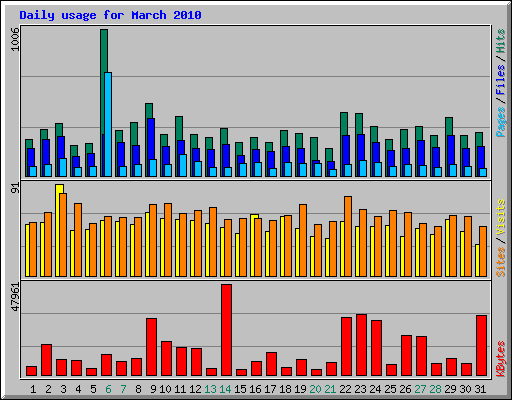 Daily usage for March 2010
1006
Pages / Files / Hits
91
Sites / Visits
47961
KBytes
1 2 3 4 5 6 7 8 9 10 11 12 13 14 15 16 17 18 19 20 21 22 23 24 25 26 27 28 29 30 31